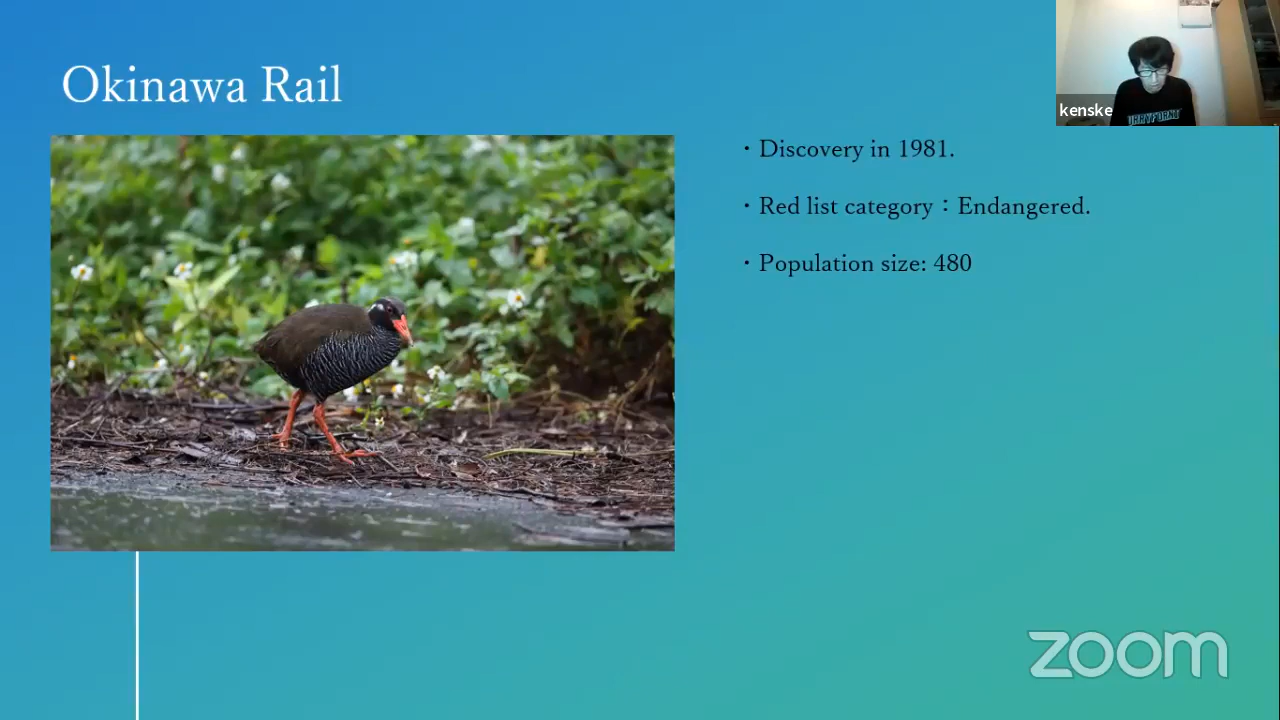 Okinawa Rail
kenske
・Discovery in 1981.
・Red list category：Endangered.
・Population size: 480
zoom